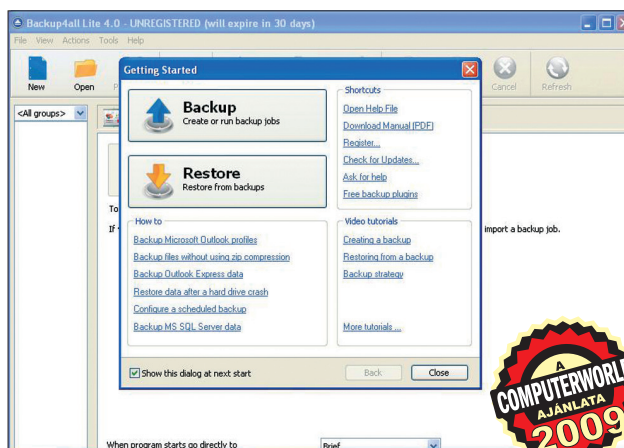 Backup4all Lite 4.0 - UNREGISTERED (will expire in 30 days)
File View Actions Tools Help
New Open Cancel Refresh
<All groups>
Getting Started
Backup
Create or run backup jobs
Restore
Restore from backups
Shortcuts
Open Help File
Download Manual (PDF)
Register...
Check for Updates...
Ask for help
Free backup plugins
To
If
import a backup job.
How to
Backup Microsoft Outlook profiles
Backup files without using zip compression
Backup Outlook Express data
Restore data after a hard drive crash
Configure a scheduled backup
Backup MS SQL Server data
Video tutorials
Creating a backup
Restoring from a backup
Backup strategy
More tutorials ...
Show this dialog at next start
Back Close
When program starts go directly to Brief
A
COMPUTERWORLD
AJÁNLATA
2009